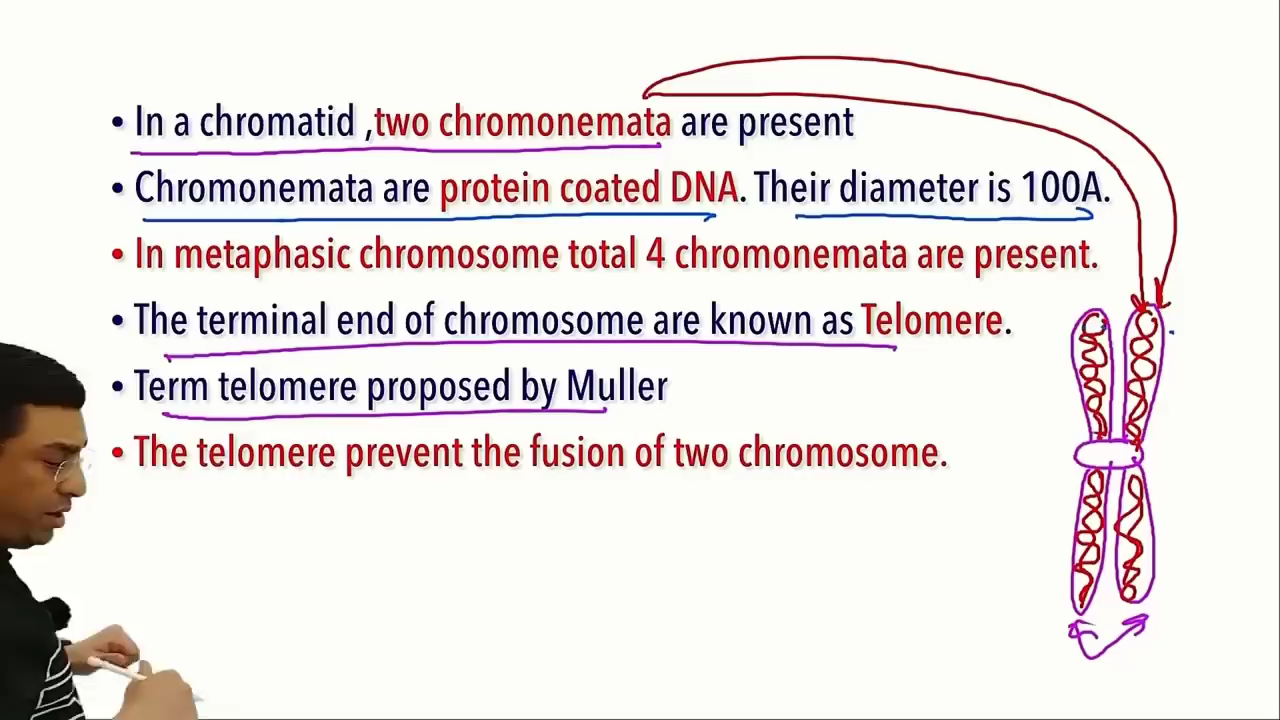 • In a chromatid ,two chromonemata are present
• Chromonemata are protein coated DNA. Their diameter is 100A.
• In metaphasic chromosome total 4 chromonemata are present.
• The terminal end of chromosome are known as Telomere.
• Term telomere proposed by Muller
• The telomere prevent the fusion of two chromosome.